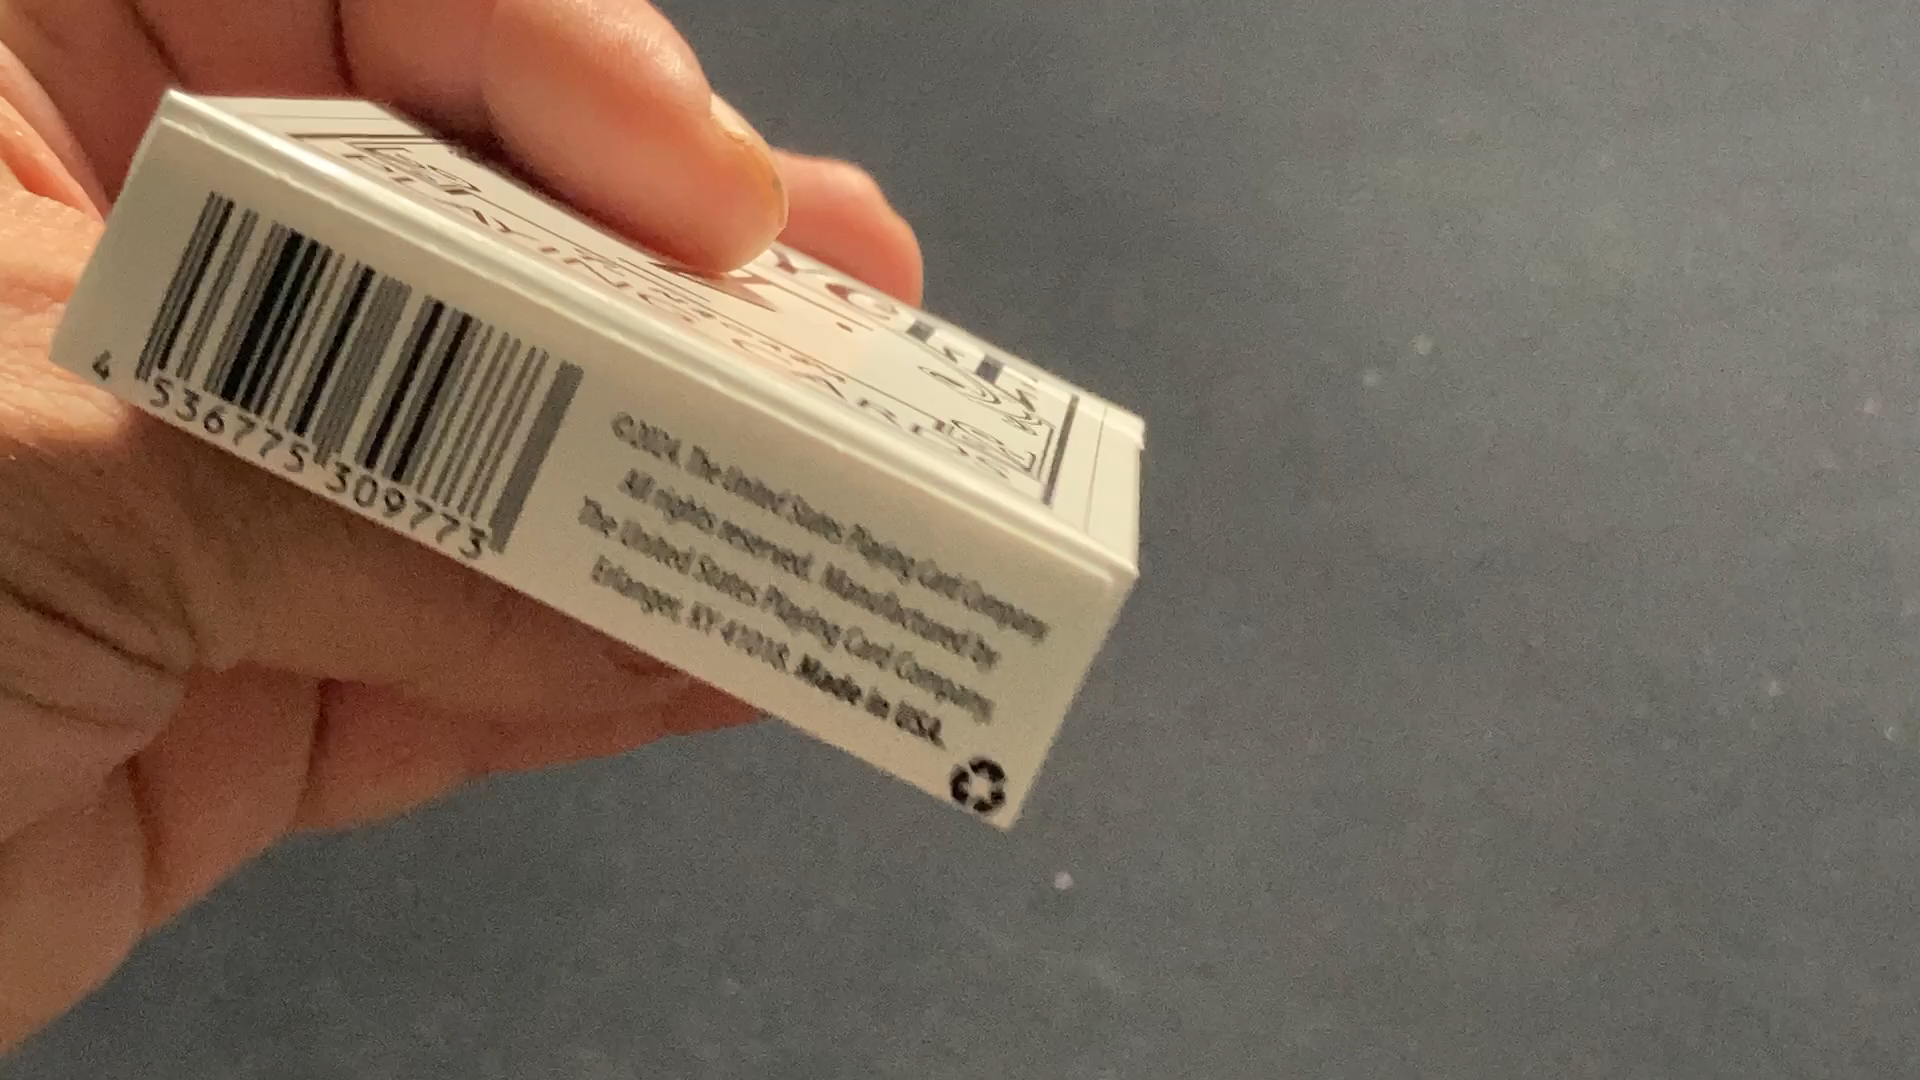 PLAYING CARDS
4 536775 309773
©2024, The United States Playing Card Company
All rights reserved. Manufactured by
The United States Playing Card Company,
Erlanger, KY 41018. Made in USA.